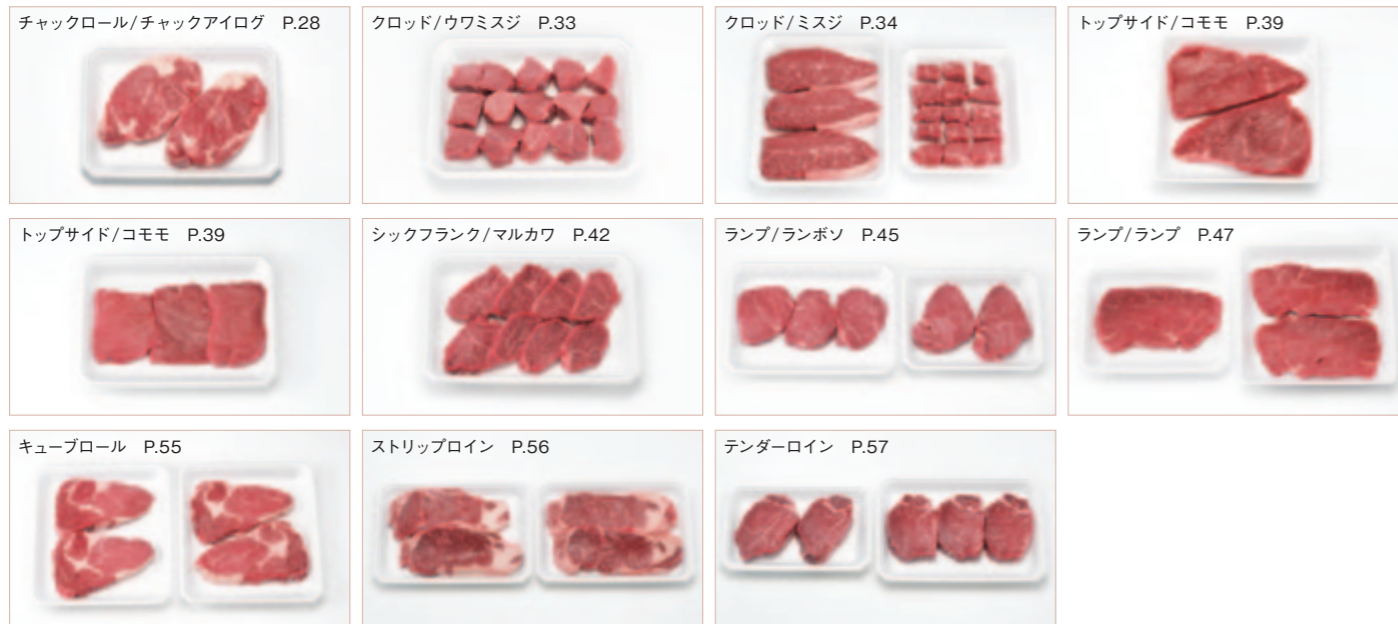 チャックロール/チャックアイログ P.28
クロッド/ウワミスジ P.33
クロッド/ミスジ P.34
トップサイド/コモモ P.39
トップサイド/コモモ P.39
シックフランク/マルカワ P.42
ランプ/ランボソ P.45
ランプ/ランプ P.47
キューブロール P.55
ストリップロイン P.56
テンダーロイン P.57